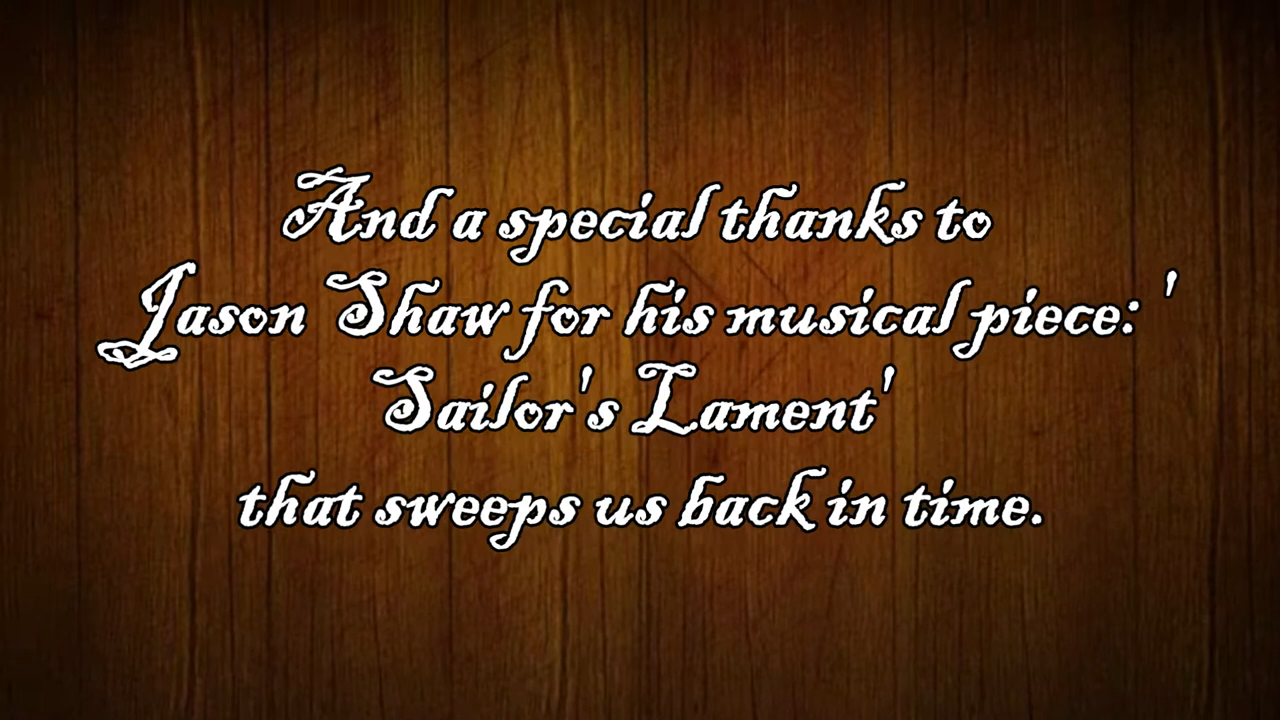 And a special thanks to
Jason Shaw for his musical piece: '
Sailor's Lament'
that sweeps us back in time.